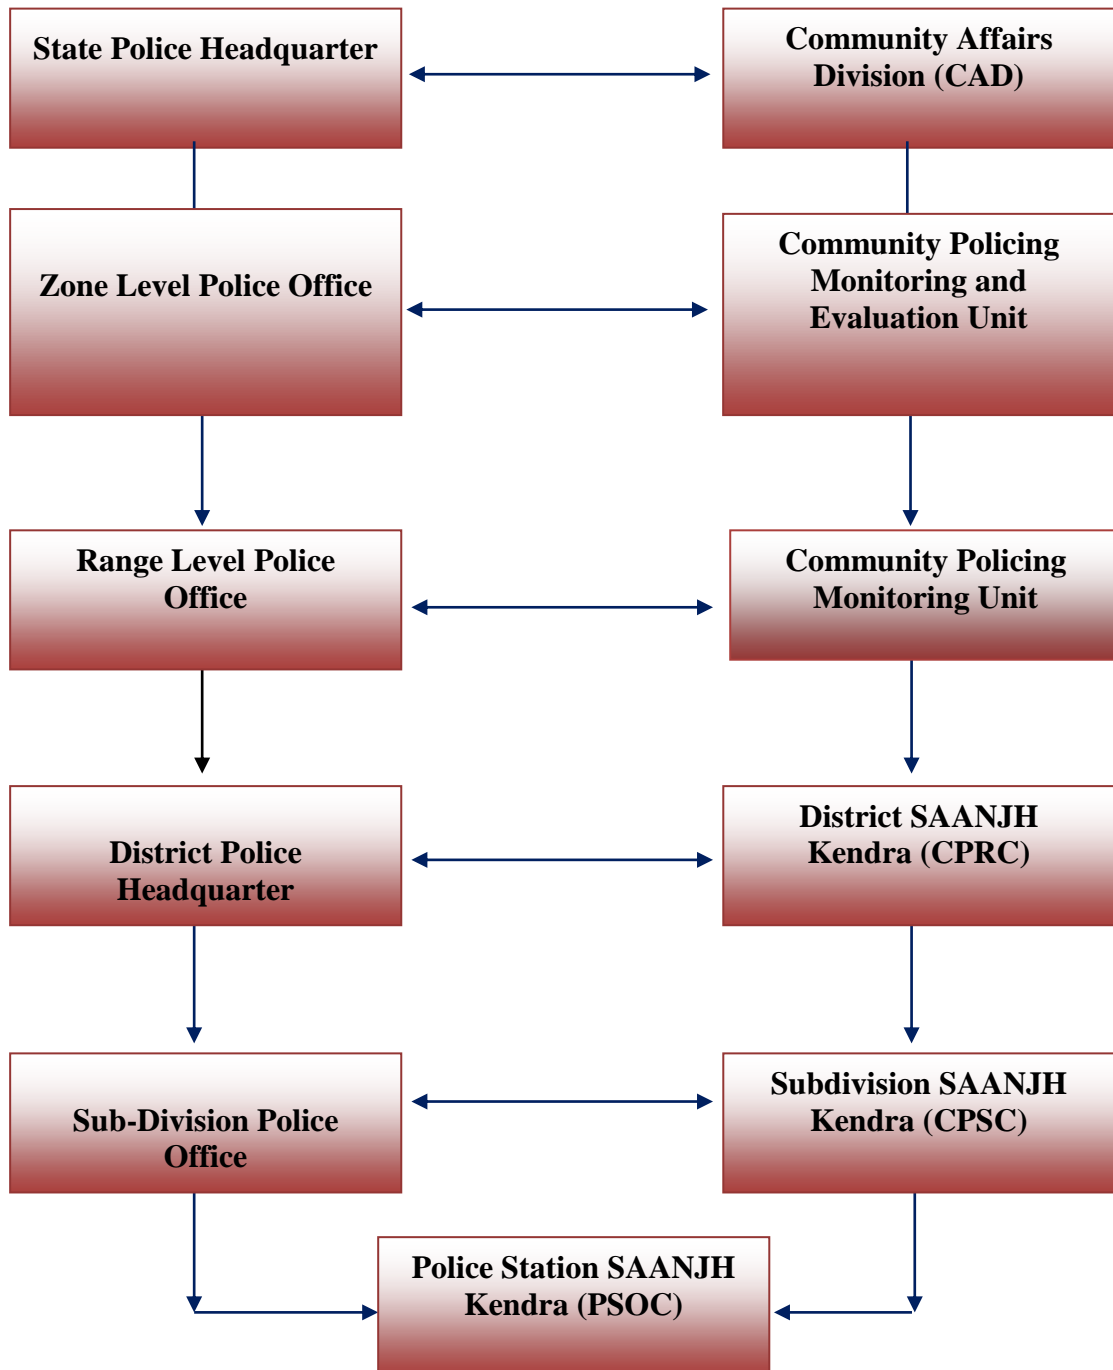 State Police Headquarter
Community Affairs
Division (CAD)
Zone Level Police Office
Community Policing
Monitoring and
Evaluation Unit
Range Level Police
Office
Community Policing
Monitoring Unit
District Police
Headquarter
District SAANJH
Kendra (CPRC)
Sub-Division Police
Office
Subdivision SAANJH
Kendra (CPSC)
Police Station SAANJH
Kendra (PSOC)